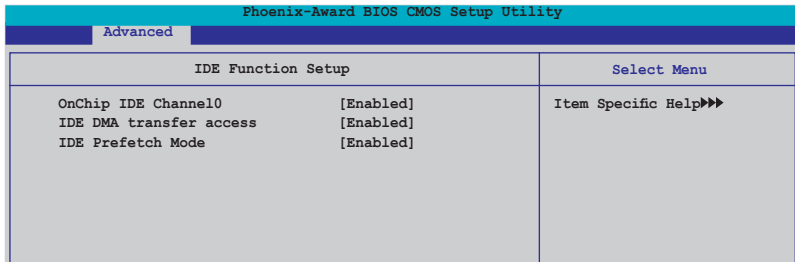 Phoenix-Award BIOS CMOS Setup Utility
Advanced
IDE Function Setup
Select Menu
OnChip IDE Channel0 [Enabled]
IDE DMA transfer access [Enabled]
IDE Prefetch Mode [Enabled]
Item Specific Help